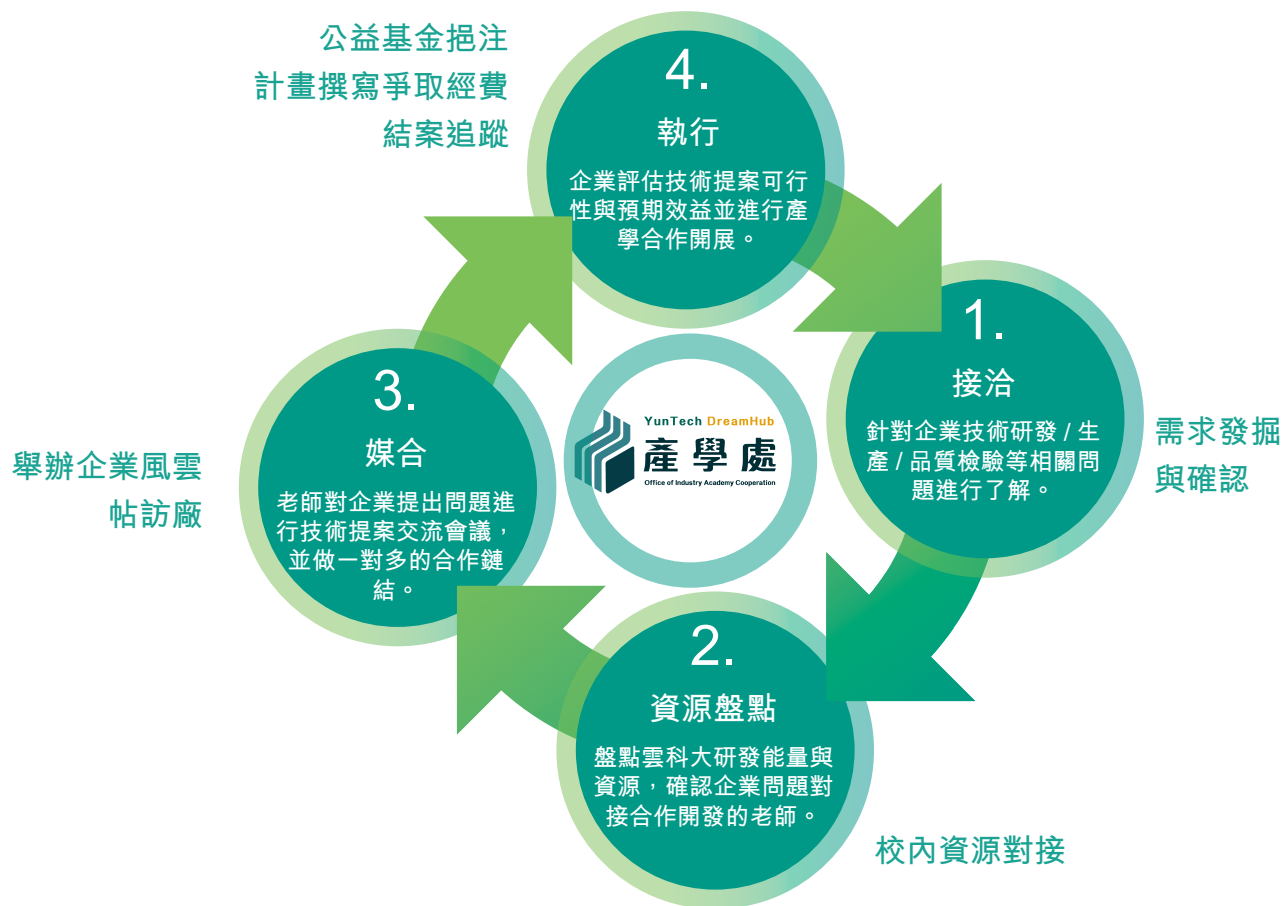 公益基金挹注
計畫撰寫爭取經費
結案追蹤
4.
執行
企業評估技術提案可行
性與預期效益並進行產
學合作開展。
1.
接洽
針對企業技術研發 / 生
產 / 品質檢驗等相關問
題進行了解。
需求發掘
與確認
2.
資源盤點
盤點雲科大研發能量與
資源，確認企業問題對
接合作開發的老師。
校內資源對接
3.
媒合
老師對企業提出問題進
行技術提案交流會議，
並做一對多的合作鏈
結。
舉辦企業風雲
帖訪廠
YunTech DreamHub
產學處
Office of Industry Academy Cooperation